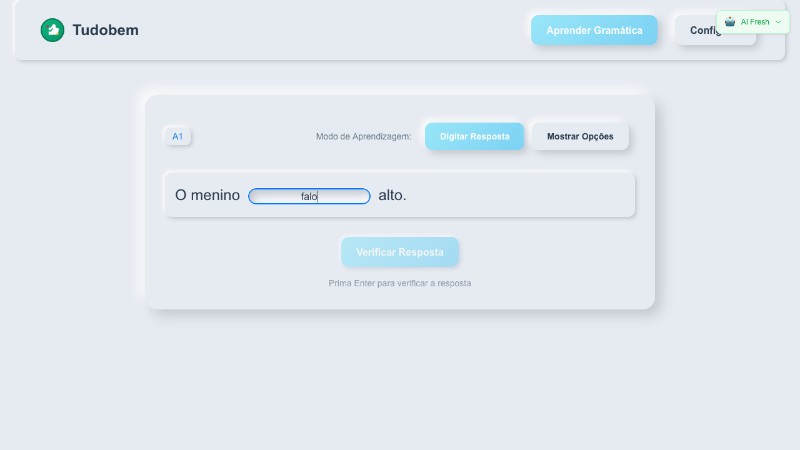 Tudobem
Aprender Gramática
AI Fresh
A1
Modo de Aprendizagem:
Digitar Resposta
Mostrar Opções
O menino falo alto.
Verificar Resposta
Prima Enter para verificar a resposta